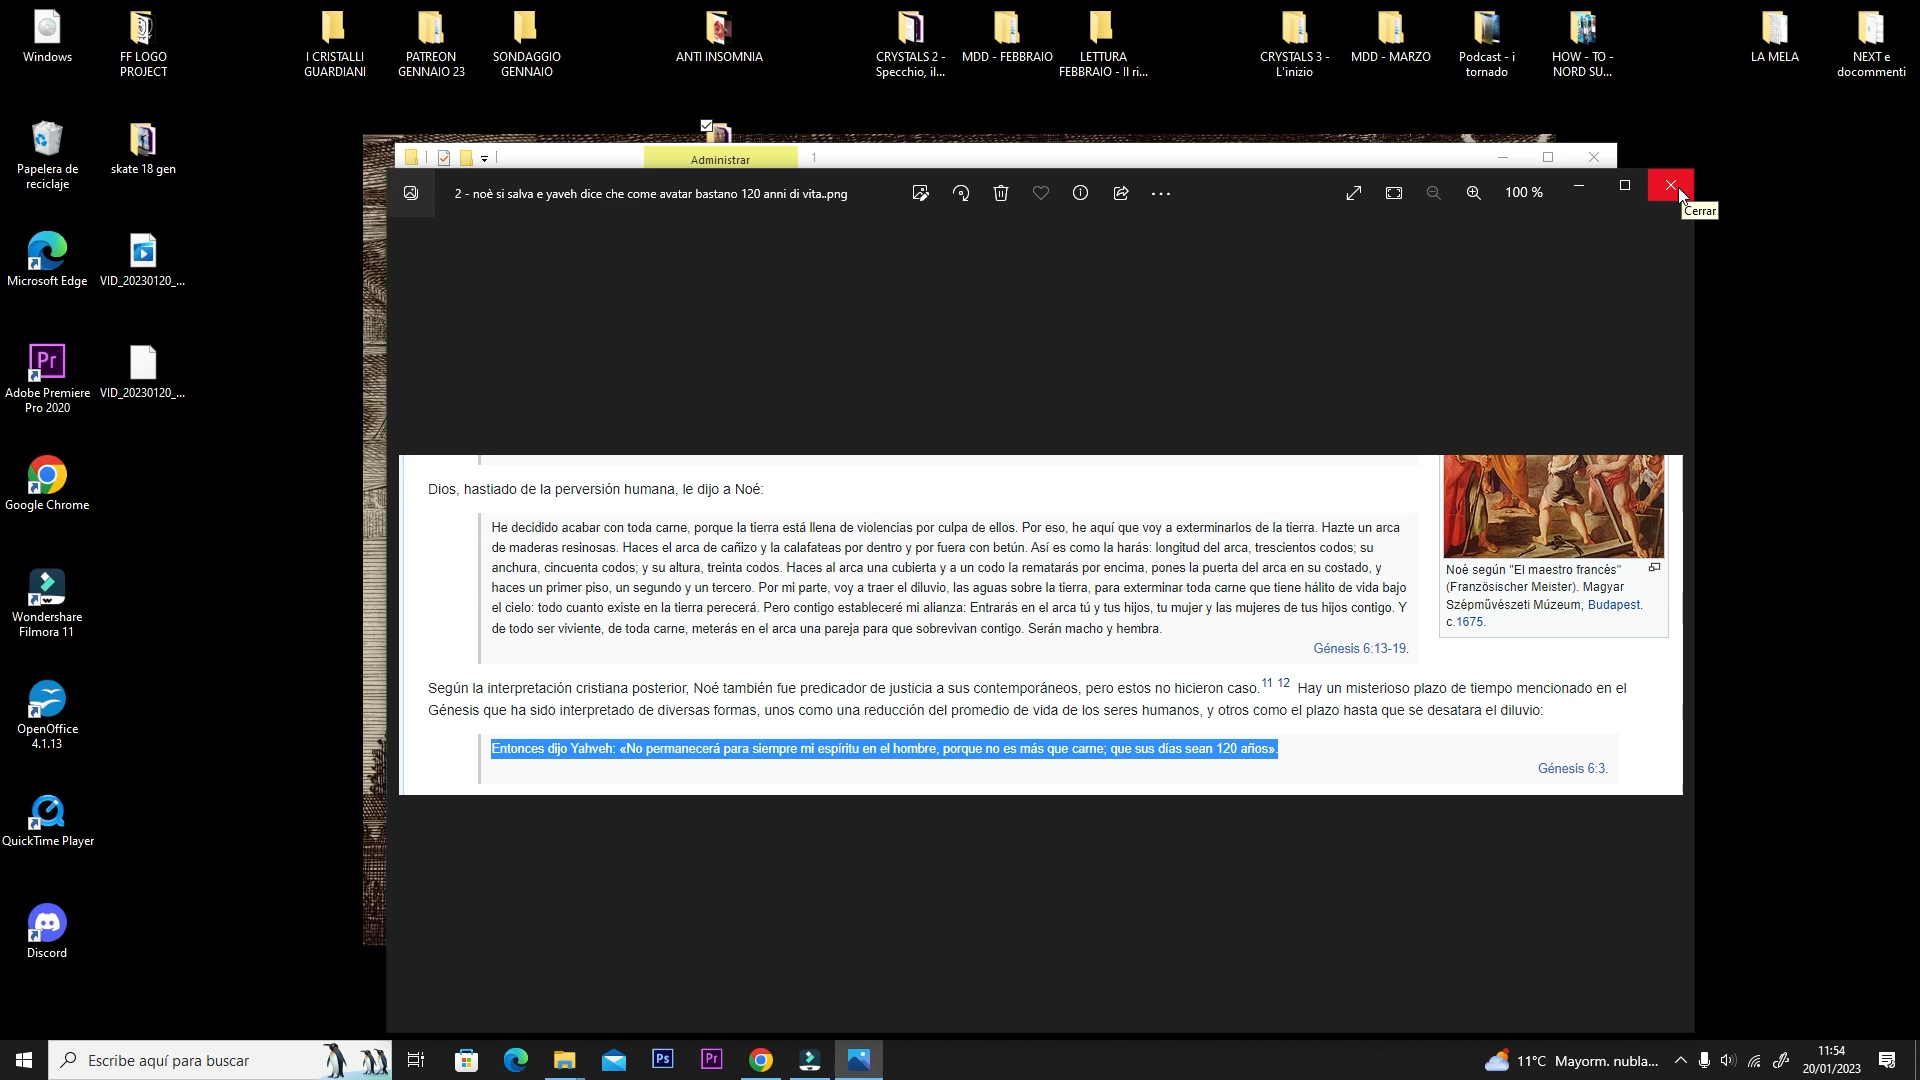 Windows
FF LOGO
PROJECT
I CRISTALLI
GUARDIANI
PATREON
GENNAIO 23
SONDAGGIO
GENNAIO
ANTI INSOMNIA
CRYSTALS 2 -
Specchio, il...
MDD - FEBBRAIO
LETTURA
FEBBRAIO - Il ri...
CRYSTALS 3 -
L'inizio
MDD - MARZO
Podcast - i
tornado
HOW - TO -
NORD SU...
LA MELA
NEXT e
docommenti
Papelera de
reciclaje
skate 18 gen
Administrar
1
2 - noè si salva e yaveh dice che come avatar bastano 120 anni di vita..png
100 %
Cerrar
Microsoft Edge
VID_20230120_...
Adobe Premiere
Pro 2020
VID_20230120_...
Google Chrome
Wondershare
Filmora 11
OpenOffice
4.1.13
QuickTime Player
Discord
Dios, hastiado de la perversión humana, le dijo a Noé:
He decidido acabar con toda carne, porque la tierra está llena de violencias por culpa de ellos. Por eso, he aquí que voy a exterminarlos de la tierra. Hazte un arca
de maderas resinosas. Haces el arca de cañizo y la calafateas por dentro y por fuera con betún. Así es como la harás: longitud del arca, trescientos codos; su
anchura, cincuenta codos; y su altura, treinta codos. Haces al arca una cubierta y a un codo la rematarás por encima, pones la puerta del arca en su costado, y
haces un primer piso, un segundo y un tercero. Por mi parte, voy a traer el diluvio, las aguas sobre la tierra, para exterminar toda carne que tiene hálito de vida bajo
el cielo: todo cuanto existe en la tierra perecerá. Pero contigo estableceré mi alianza: Entrarás en el arca tú y tus hijos, tu mujer y las mujeres de tus hijos contigo. Y
de todo ser viviente, de toda carne, meterás en el arca una pareja para que sobrevivan contigo. Serán macho y hembra.
Génesis 6:13-19.
Noé según "El maestro francés"
(Französischer Meister). Magyar
Szépmüvészeti Múzeum, Budapest.
c.1675.
Según la interpretación cristiana posterior, Noé también fue predicador de justicia a sus contemporáneos, pero estos no hicieron caso.11 12 Hay un misterioso plazo de tiempo mencionado en el
Génesis que ha sido interpretado de diversas formas, unos como una reducción del promedio de vida de los seres humanos, y otros como el plazo hasta que se desatara el diluvio:
Entonces dijo Yahveh: «No permanecerá para siempre mi espíritu en el hombre, porque no es más que carne; que sus días sean 120 años».
Génesis 6:3.
Escribe aquí para buscar
Ps
Pr
11°C Mayorm. nubla...
11:54
20/01/2023